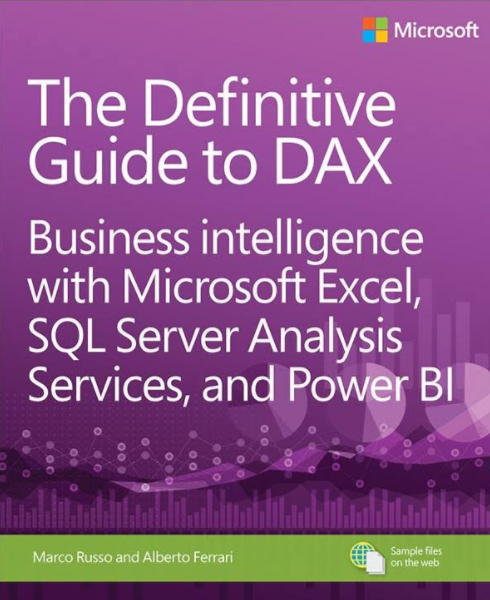 Microsoft
The Definitive
Guide to DAX
Business intelligence
with Microsoft Excel,
SQL Server Analysis
Services, and Power BI
Marco Russo and Alberto Ferrari
Sample files
on the web